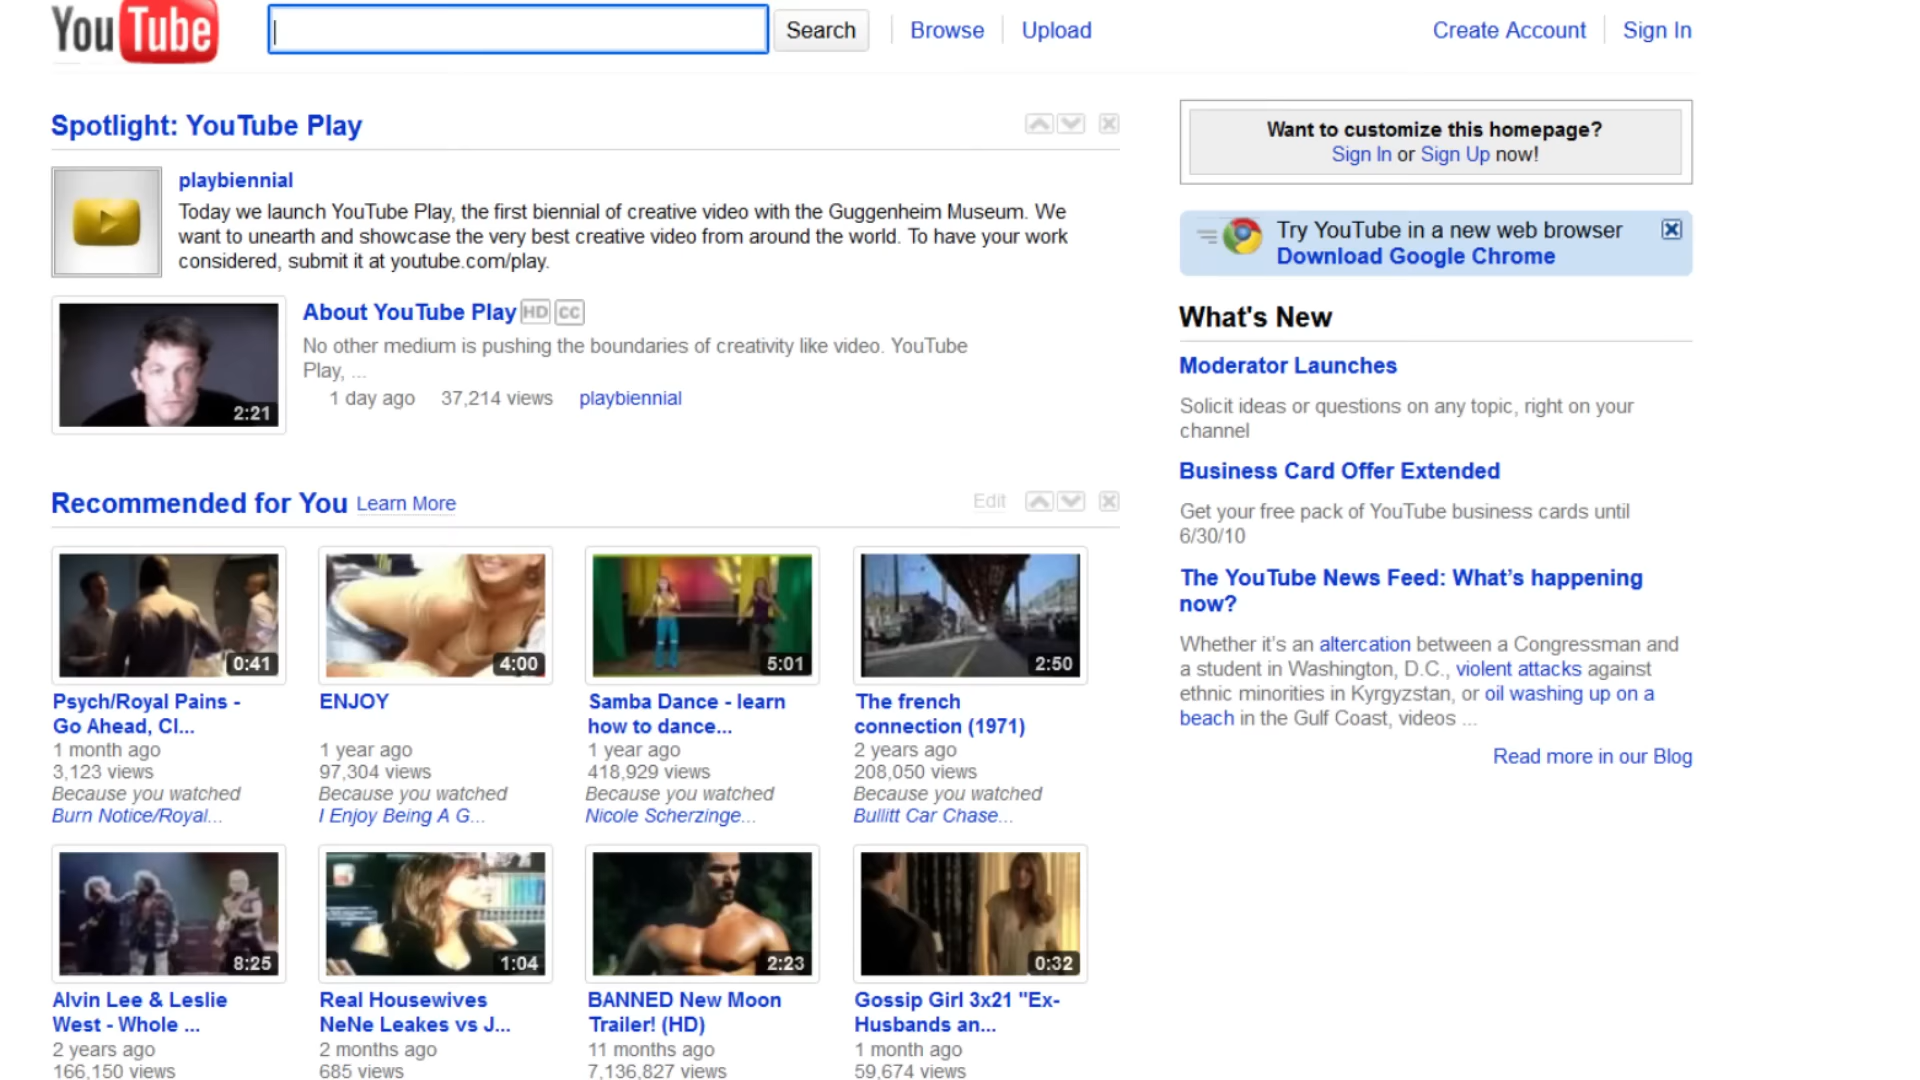 YouTube
Search
Browse
Upload
Create Account
Sign In
Spotlight: YouTube Play
playbiennial
Today we launch YouTube Play, the first biennial of creative video with the Guggenheim Museum. We
want to unearth and showcase the very best creative video from around the world. To have your work
considered, submit it at youtube.com/play.
2:21
About YouTube Play HD CC
No other medium is pushing the boundaries of creativity like video. YouTube
Play, ...
1 day ago 37,214 views playbiennial
Recommended for You Learn More
Edit
0:41
4:00
5:01
2:50
Psych/Royal Pains -
Go Ahead, Cl...
1 month ago
3,123 views
Because you watched
Burn Notice/Royal...
ENJOY
1 year ago
97,304 views
Because you watched
I Enjoy Being A G...
Samba Dance - learn
how to dance...
1 year ago
418,929 views
Because you watched
Nicole Scherzinge...
The french
connection (1971)
2 years ago
208,050 views
Because you watched
Bullitt Car Chase...
8:25
1:04
2:23
0:32
Alvin Lee & Leslie
West - Whole ...
2 years ago
166,150 views
Real Housewives
NeNe Leakes vs J...
2 months ago
685 views
BANNED New Moon
Trailer! (HD)
11 months ago
7,136,827 views
Gossip Girl 3x21 "Ex-
Husbands an...
1 month ago
59,674 views
Want to customize this homepage?
Sign In or Sign Up now!
Try YouTube in a new web browser
Download Google Chrome
What's New
Moderator Launches
Solicit ideas or questions on any topic, right on your
channel
Business Card Offer Extended
Get your free pack of YouTube business cards until
6/30/10
The YouTube News Feed: What’s happening
now?
Whether it’s an altercation between a Congressman and
a student in Washington, D.C., violent attacks against
ethnic minorities in Kyrgyzstan, or oil washing up on a
beach in the Gulf Coast, videos ...
Read more in our Blog